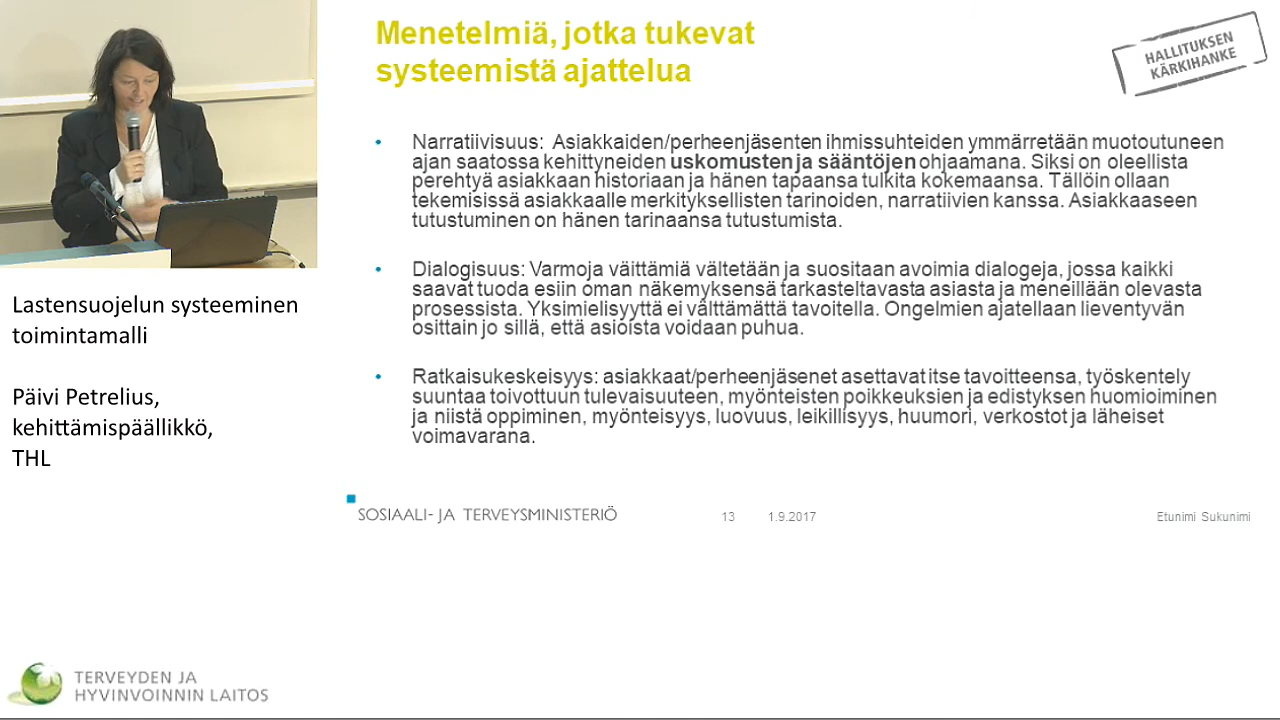 Menetelmiä, jotka tukevat
systeemistä ajattelua
HALLITUKSEN
KÄRKIHANKE
• Narratiivisuus: Asiakkaiden/perheenjäsenten ihmissuhteiden ymmärretään muotoutuneen
ajan saatossa kehittyneiden uskomusten ja sääntöjen ohjaamana. Siksi on oleellista
perehtyä asiakkaan historiaan ja hänen tapaansa tulkita kokemaansa. Tällöin ollaan
tekemisissä asiakkaalle merkityksellisten tarinoiden, narratiivien kanssa. Asiakkaaseen
tutustuminen on hänen tarinaansa tutustumista.
• Dialogisuus: Varmoja väittämiä vältetään ja suositaan avoimia dialogeja, jossa kaikki
saavat tuoda esiin oman näkemyksensä tarkasteltavasta asiasta ja meneillään olevasta
prosessista. Yksimielisyyttä ei välttämättä tavoitella. Ongelmien ajatellaan lieventyvän
osittain jo sillä, että asioista voidaan puhua.
• Ratkaisukeskeisyys: asiakkaat/perheenjäsenet asettavat itse tavoitteensa, työskentely
suuntaa toivottuun tulevaisuuteen, myönteisten poikkeuksien ja edistyksen huomioiminen
ja niistä oppiminen, myönteisyys, luovuus, leikillisyys, huumori, verkostot ja läheiset
voimavarana.
SOSIAALI- JA TERVEYSMINISTERIÖ
13
1.9.2017
Etunimi Sukunimi
Lastensuojelun systeeminen
toimintamalli
Päivi Petrelius,
kehittämispäällikkö,
THL
TERVEYDEN JA
HYVINVOINNIN LAITOS